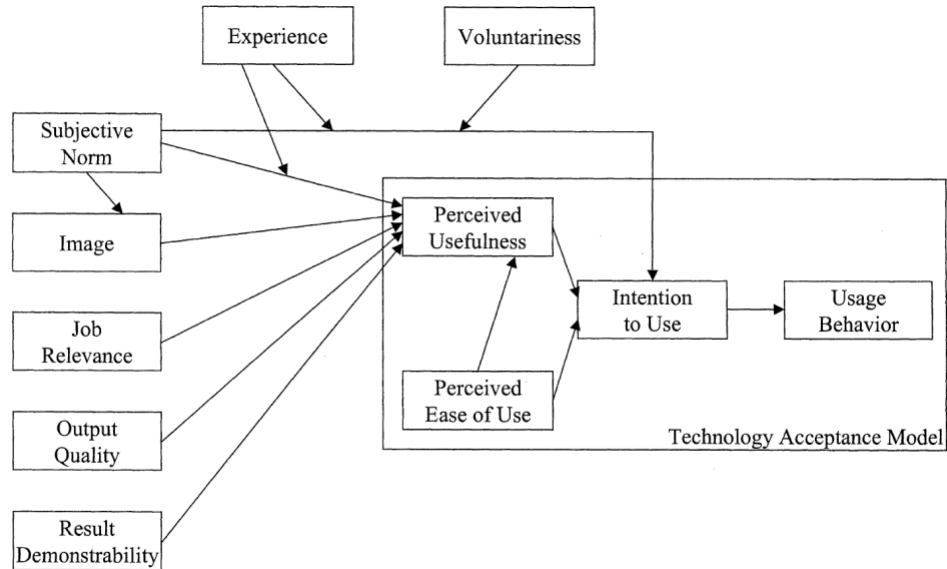 Experience
Voluntariness
Subjective
Norm
Image
Job
Relevance
Output
Quality
Result
Demonstrability
Perceived
Usefulness
Perceived
Ease of Use
Intention
to Use
Usage
Behavior
Technology Acceptance Model